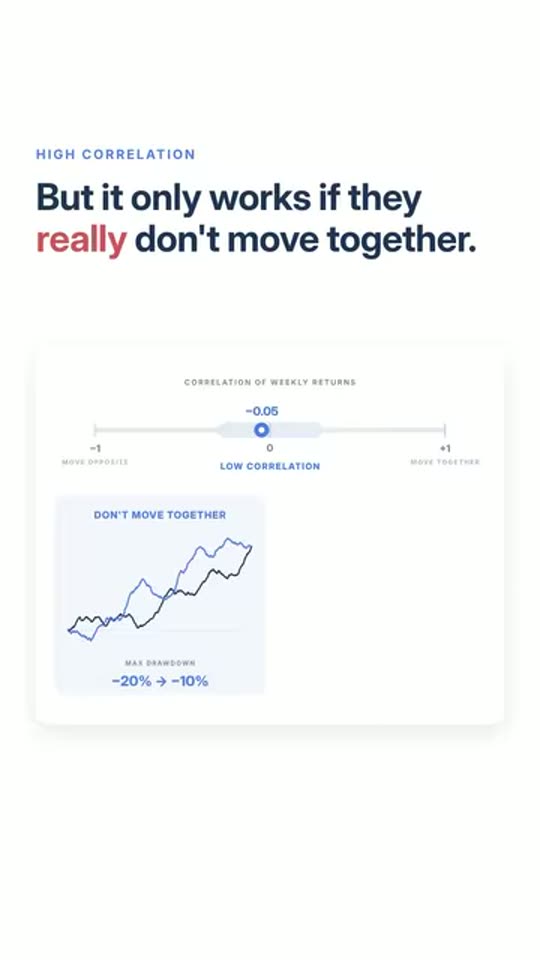 HIGH CORRELATION
But it only works if they
really don't move together.
CORRELATION OF WEEKLY RETURNS
−0.05
−1
0
+1
MOVE OPPOSITE
LOW CORRELATION
MOVE TOGETHER
DON'T MOVE TOGETHER
MAX DRAWDOWN
−20% → −10%